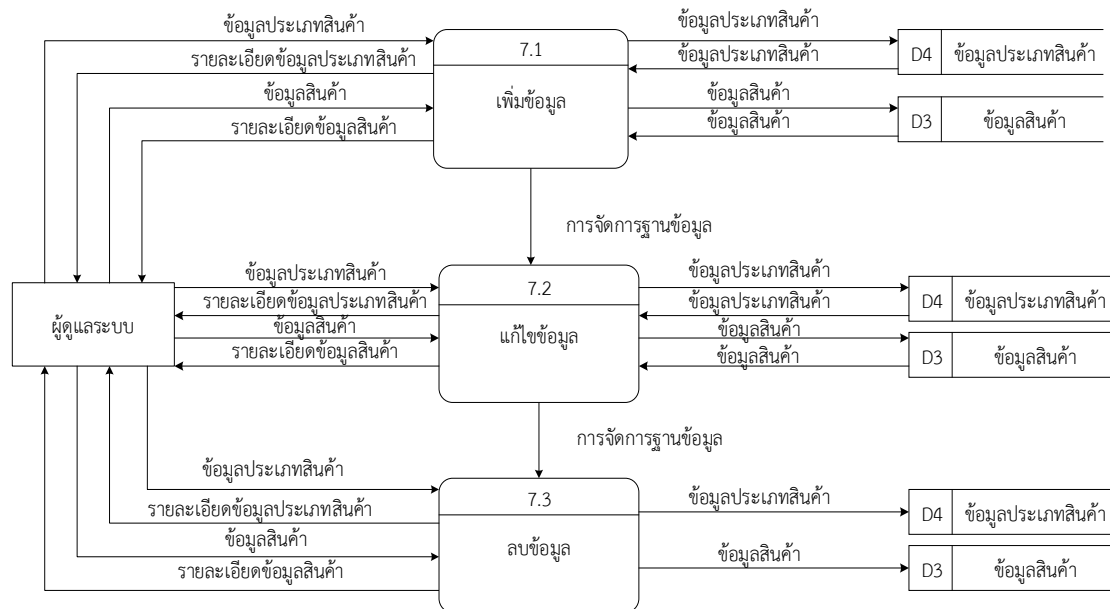 ข้อมูลประเภทสินค้า
รายละเอียดข้อมูลประเภทสินค้า
ข้อมูลสินค้า
รายละเอียดข้อมูลสินค้า
7.1
เพิ่มข้อมูล
ข้อมูลประเภทสินค้า
ข้อมูลประเภทสินค้า
ข้อมูลสินค้า
ข้อมูลสินค้า
D4 ข้อมูลประเภทสินค้า
D3 ข้อมูลสินค้า
การจัดการฐานข้อมูล
ผู้ดูแลระบบ
ข้อมูลประเภทสินค้า
รายละเอียดข้อมูลประเภทสินค้า
ข้อมูลสินค้า
รายละเอียดข้อมูลสินค้า
7.2
แก้ไขข้อมูล
ข้อมูลประเภทสินค้า
ข้อมูลประเภทสินค้า
ข้อมูลสินค้า
ข้อมูลสินค้า
D4 ข้อมูลประเภทสินค้า
D3 ข้อมูลสินค้า
การจัดการฐานข้อมูล
ข้อมูลประเภทสินค้า
รายละเอียดข้อมูลประเภทสินค้า
ข้อมูลสินค้า
รายละเอียดข้อมูลสินค้า
7.3
ลบข้อมูล
ข้อมูลประเภทสินค้า
ข้อมูลสินค้า
D4 ข้อมูลประเภทสินค้า
D3 ข้อมูลสินค้า